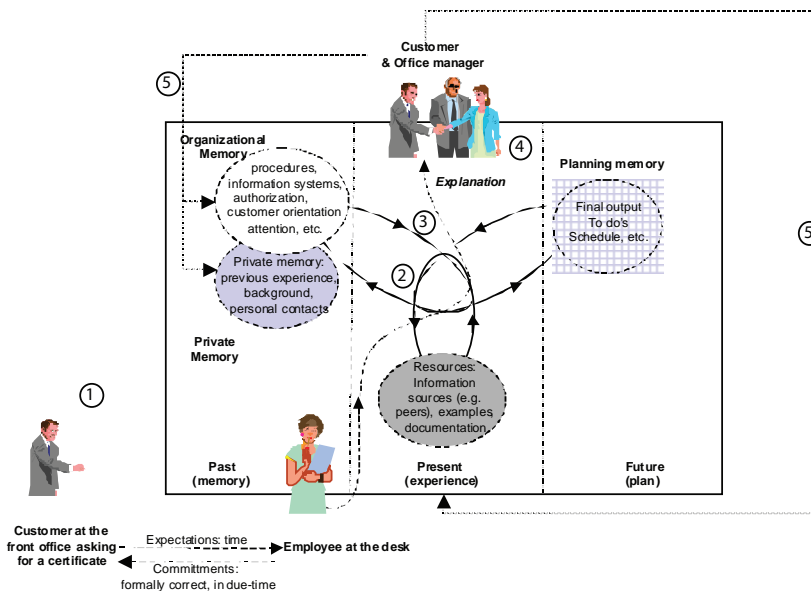 Customer
& Office manager
5
Organizational
Memory
4
procedures,
information systems,
authorization,
customer orientation
attention, etc.
Explanation
Planning memory
3
Final output
To do's
Schedule, etc.
5
2
Private memory:
previous experience,
background,
personal contacts
Private
Memory
Resources:
Information
sources (e.g.
peers), examples,
documentation
1
Past
(memory)
Present
(experience)
Future
(plan)
Customer at the
front office asking
for a certificate
Expectations: time
Employee at the desk
Committments:
formally correct, in due-time